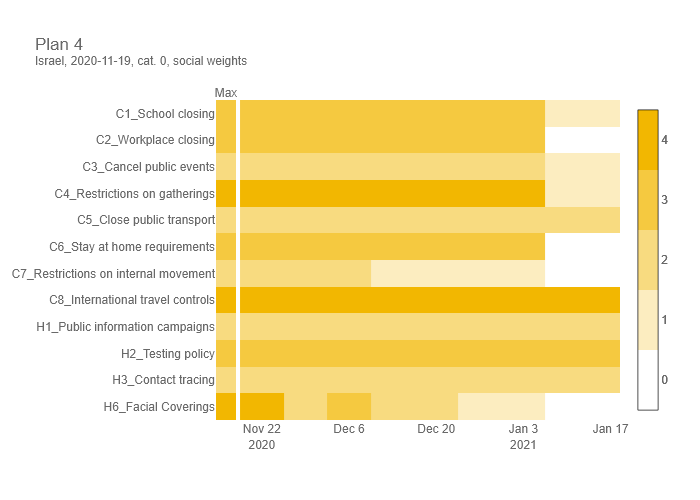 Plan 4
Israel, 2020-11-19, cat. 0, social weights
Max
C1_School closing
C2_Workplace closing
C3_Cancel public events
C4_Restrictions on gatherings
C5_Close public transport
C6_Stay at home requirements
C7_Restrictions on internal movement
C8_International travel controls
H1_Public information campaigns
H2_Testing policy
H3_Contact tracing
H6_Facial Coverings
Nov 22 Dec 6 Dec 20 Jan 3 Jan 17
2020 2021
4
3
2
1
0